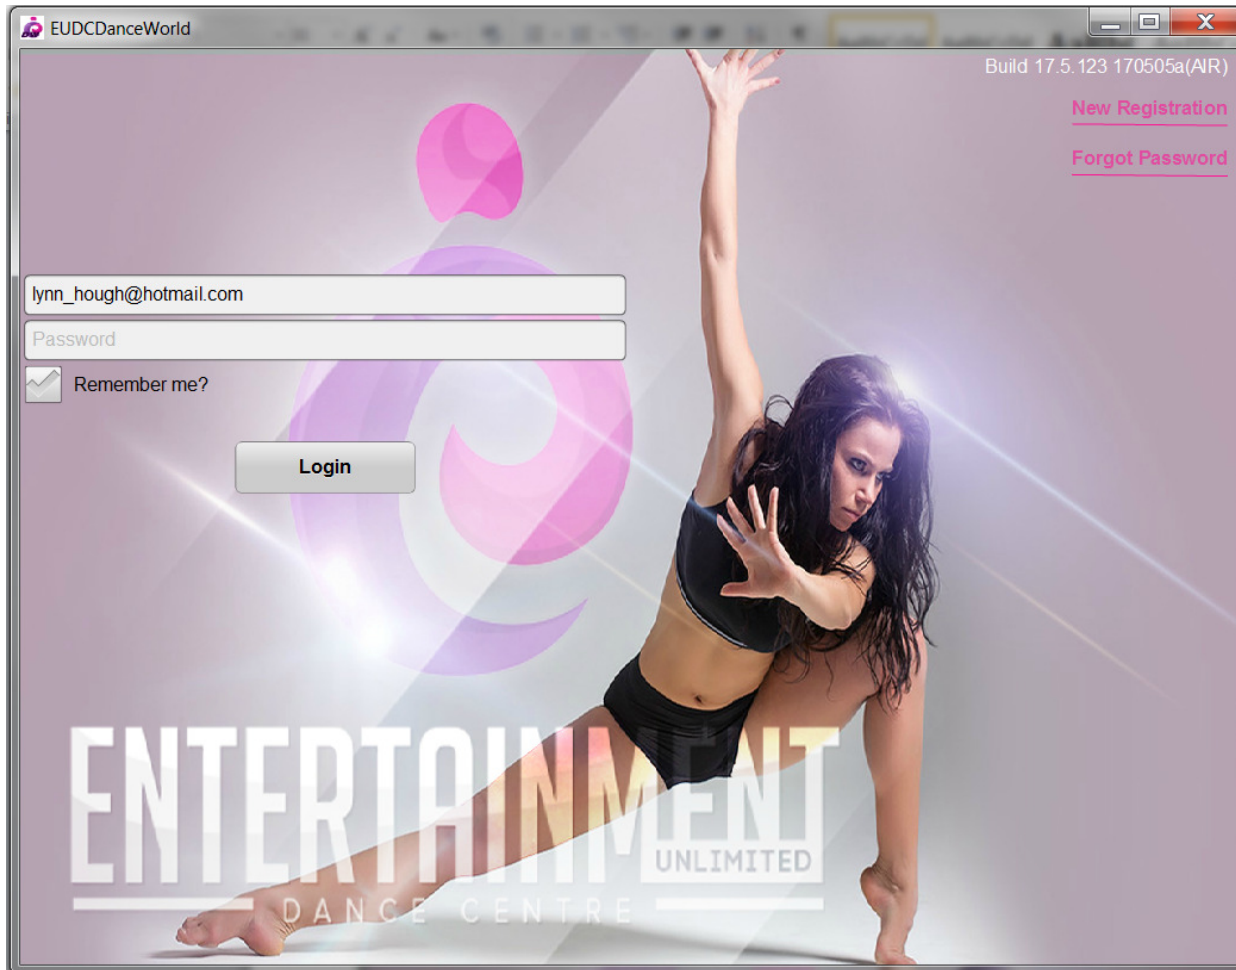 EUDCDanceWorld
Build 17.5.123 170505a(AIR)
New Registration
Forgot Password
lynn_hough@hotmail.com
Password
Remember me?
Login
ENTERTAINMENT
UNLIMITED
DANCE CENTRE